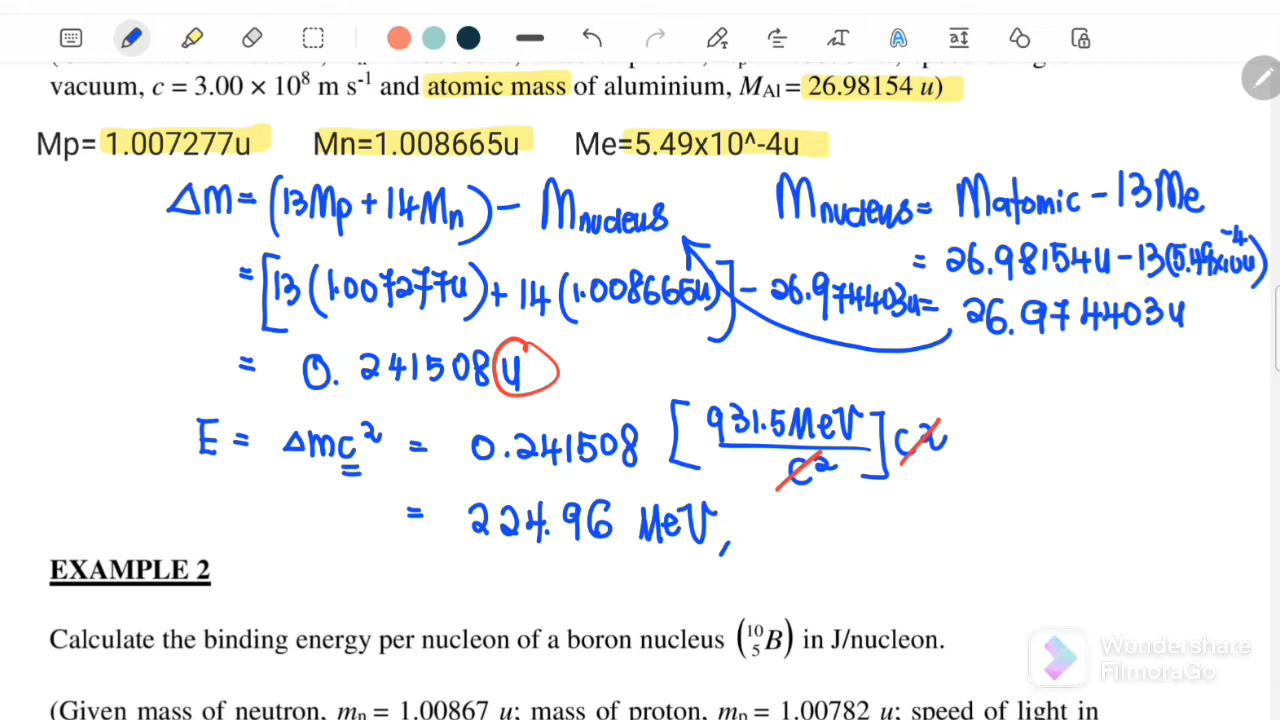 vacuum, c = 3.00 × 10⁸ m s⁻¹ and atomic mass of aluminium, M_Al = 26.98154 u)
Mp= 1.007277u Mn=1.008665u Me=5.49x10^-4u
Δm = (13Mp + 14Mn) - Mnucleus
= [13(1.007277u) + 14(1.008665u)] - 26.974403u
= 0.241508u
Mnucleus = Matomic - 13Me
= 26.98154u - 13(5.49x10⁻⁴u)
= 26.974403u
E = Δmc² = 0.241508 [931.5MeV / c²] c²
= 224.96 MeV,
EXAMPLE 2
Calculate the binding energy per nucleon of a boron nucleus (¹⁰₅B) in J/nucleon.
(Given mass of neutron, mₙ = 1.00867 u; mass of proton, mₚ = 1.00782 u; speed of light in
Wondershare
FilmoraGo